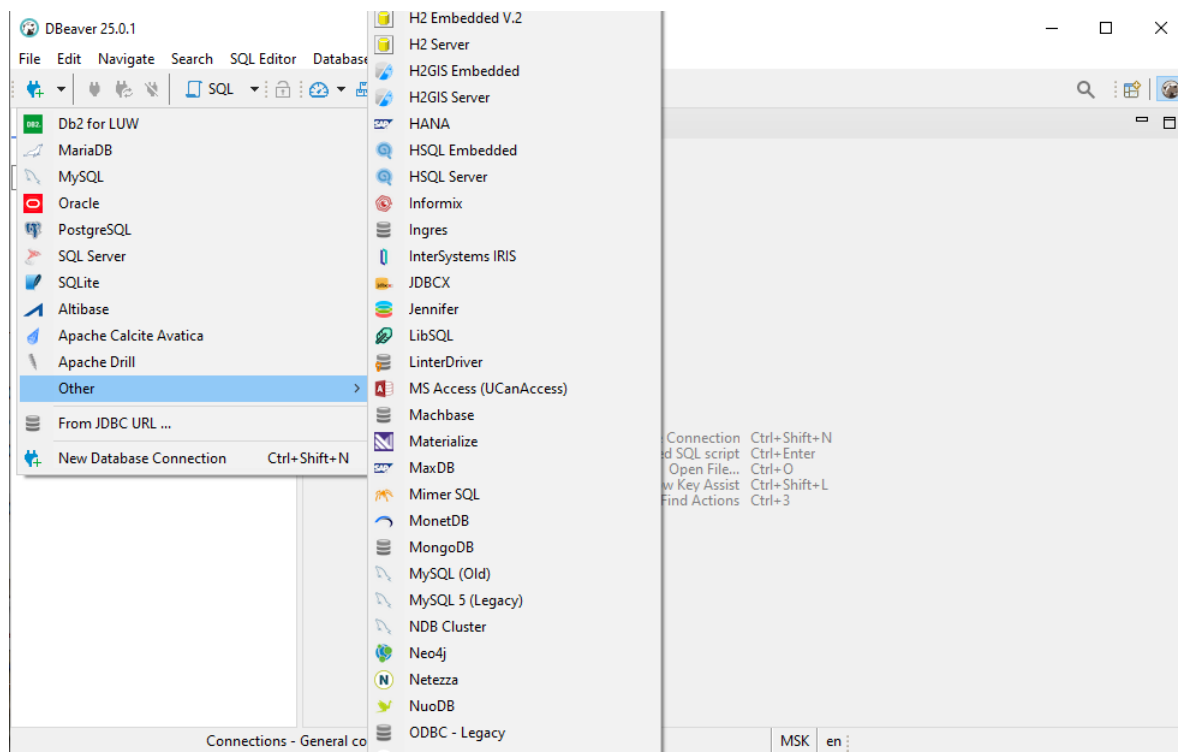 DBeaver 25.0.1
File Edit Navigate Search SQL Editor Database
SQL
Db2 for LUW
MariaDB
MySQL
Oracle
PostgreSQL
SQL Server
SQLite
Altibase
Apache Calcite Avatica
Apache Drill
Other
From JDBC URL ...
New Database Connection Ctrl+Shift+N
H2 Embedded V.2
H2 Server
H2GIS Embedded
H2GIS Server
HANA
HSQL Embedded
HSQL Server
Informix
Ingres
InterSystems IRIS
JDBCX
Jennifer
LibSQL
LinterDriver
MS Access (UCanAccess)
Machbase
Materialize
MaxDB
Mimer SQL
MonetDB
MongoDB
MySQL (Old)
MySQL 5 (Legacy)
NDB Cluster
Neo4j
Netezza
NuoDB
ODBC - Legacy
Connection Ctrl+Shift+N
d SQL script Ctrl+Enter
Open File... Ctrl+O
w Key Assist Ctrl+Shift+L
Find Actions Ctrl+3
Connections - General co
MSK en